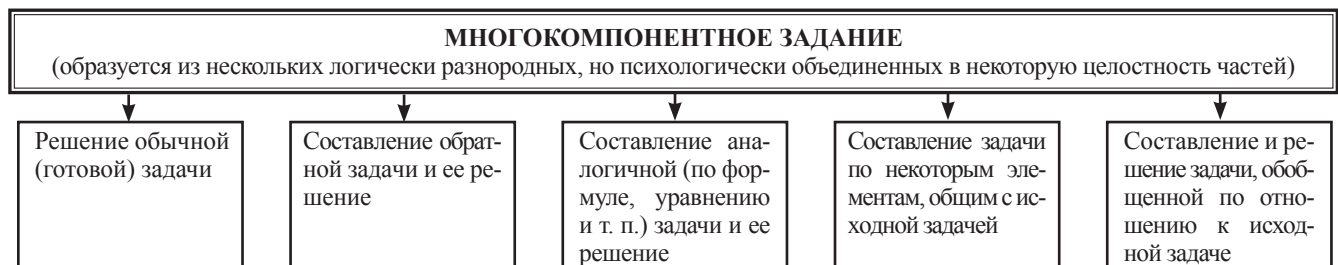 МНОГОКОМПОНЕНТНОЕ ЗАДАНИЕ
(образуется из нескольких логически разнородных, но психологически объединенных в некоторую целостность частей)
Решение обычной
(готовой) задачи
Составление обрат-
ной задачи и ее ре-
шение
Составление ана-
логичной (по фор-
муле, уравнению
и т. п.) задачи и ее
решение
Составление задачи
по некоторым эле-
ментам, общим с ис-
ходной задачей
Составление и ре-
шение задачи, обоб-
щенной по отно-
шению к исход-
ной задаче